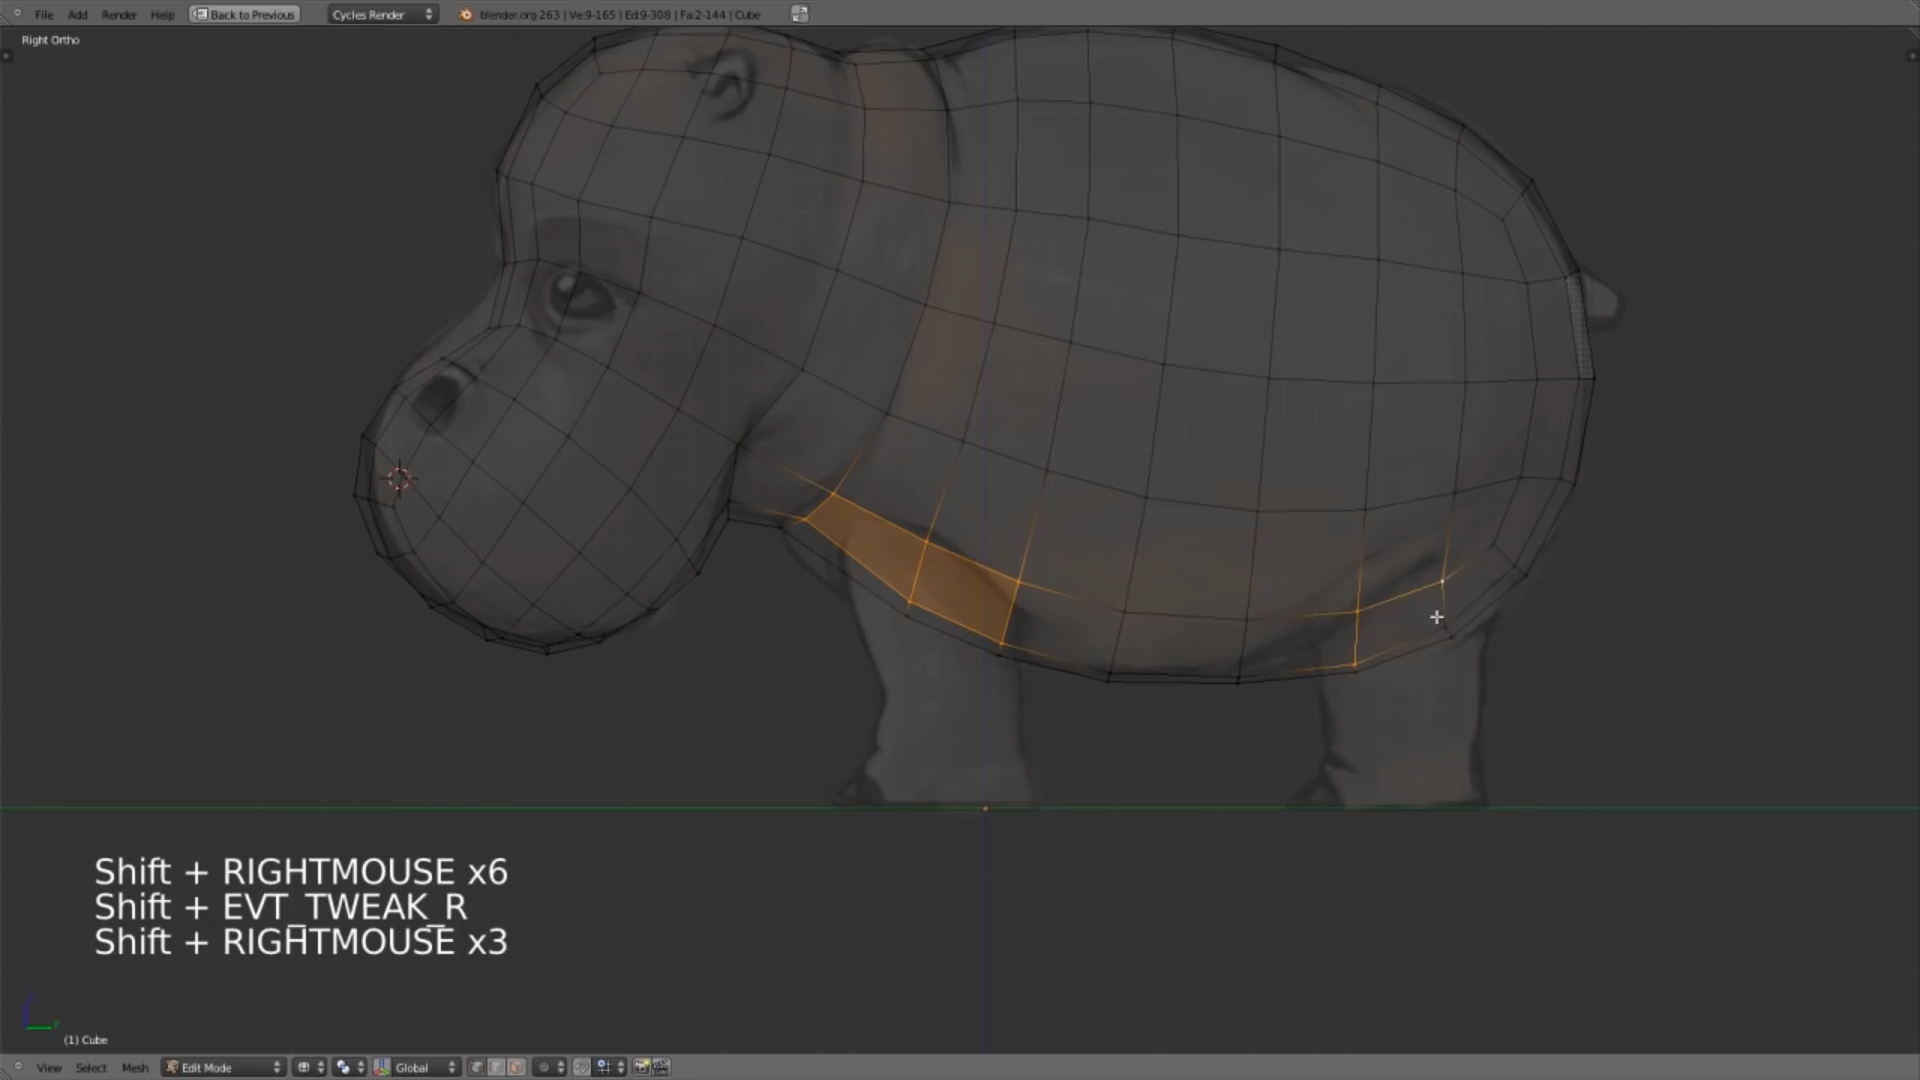 File Add Render Help Back to Previous Cycles Render blender.org 263 | Ve:9-165 | Ed:9-308 | Fa:2-144 | Cube
Right Ortho
Shift + RIGHTMOUSE x6
Shift + EVT_TWEAK_R
Shift + RIGHTMOUSE x3
y
(1) Cube
View Select Mesh Edit Mode Global